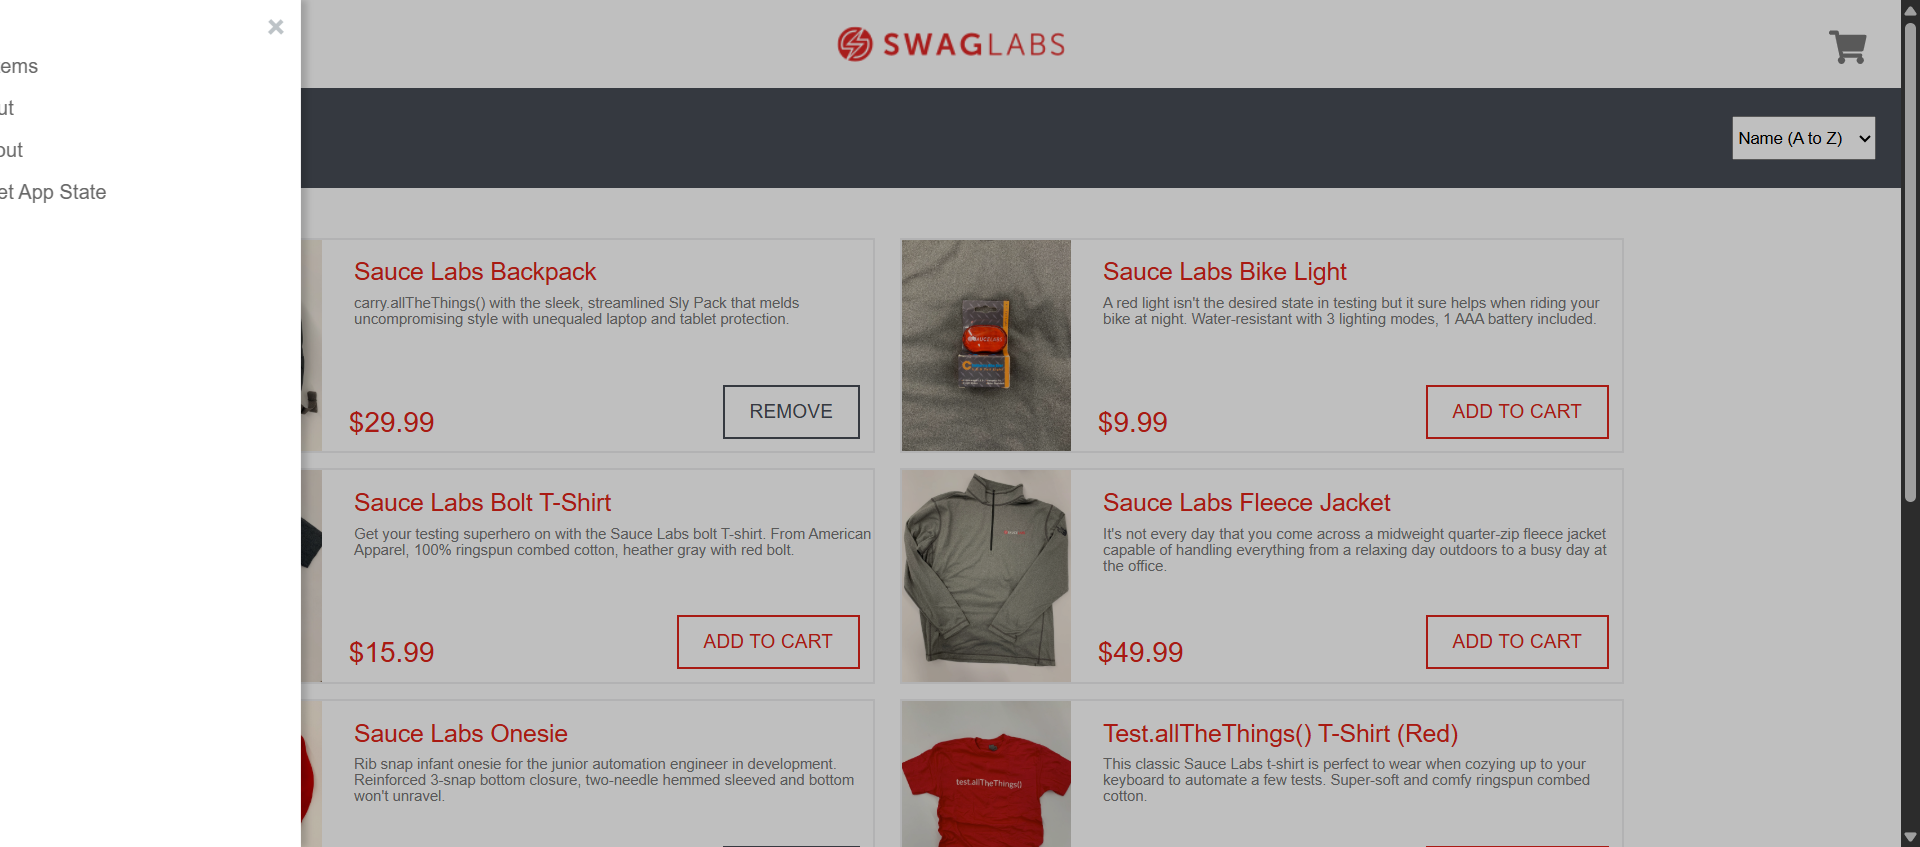 ×
ems
ut
out
et App State
SWAGLABS
Name (A to Z)
Sauce Labs Backpack
carry.allTheThings() with the sleek, streamlined Sly Pack that melds
uncompromising style with unequaled laptop and tablet protection.
$29.99
REMOVE
Sauce Labs Bike Light
A red light isn't the desired state in testing but it sure helps when riding your
bike at night. Water-resistant with 3 lighting modes, 1 AAA battery included.
$9.99
ADD TO CART
Sauce Labs Bolt T-Shirt
Get your testing superhero on with the Sauce Labs bolt T-shirt. From American
Apparel, 100% ringspun combed cotton, heather gray with red bolt.
$15.99
ADD TO CART
Sauce Labs Fleece Jacket
It's not every day that you come across a midweight quarter-zip fleece jacket
capable of handling everything from a relaxing day outdoors to a busy day at
the office.
$49.99
ADD TO CART
Sauce Labs Onesie
Rib snap infant onesie for the junior automation engineer in development.
Reinforced 3-snap bottom closure, two-needle hemmed sleeved and bottom
won't unravel.
test.allTheThings()
Test.allTheThings() T-Shirt (Red)
This classic Sauce Labs t-shirt is perfect to wear when cozying up to your
keyboard to automate a few tests. Super-soft and comfy ringspun combed
cotton.